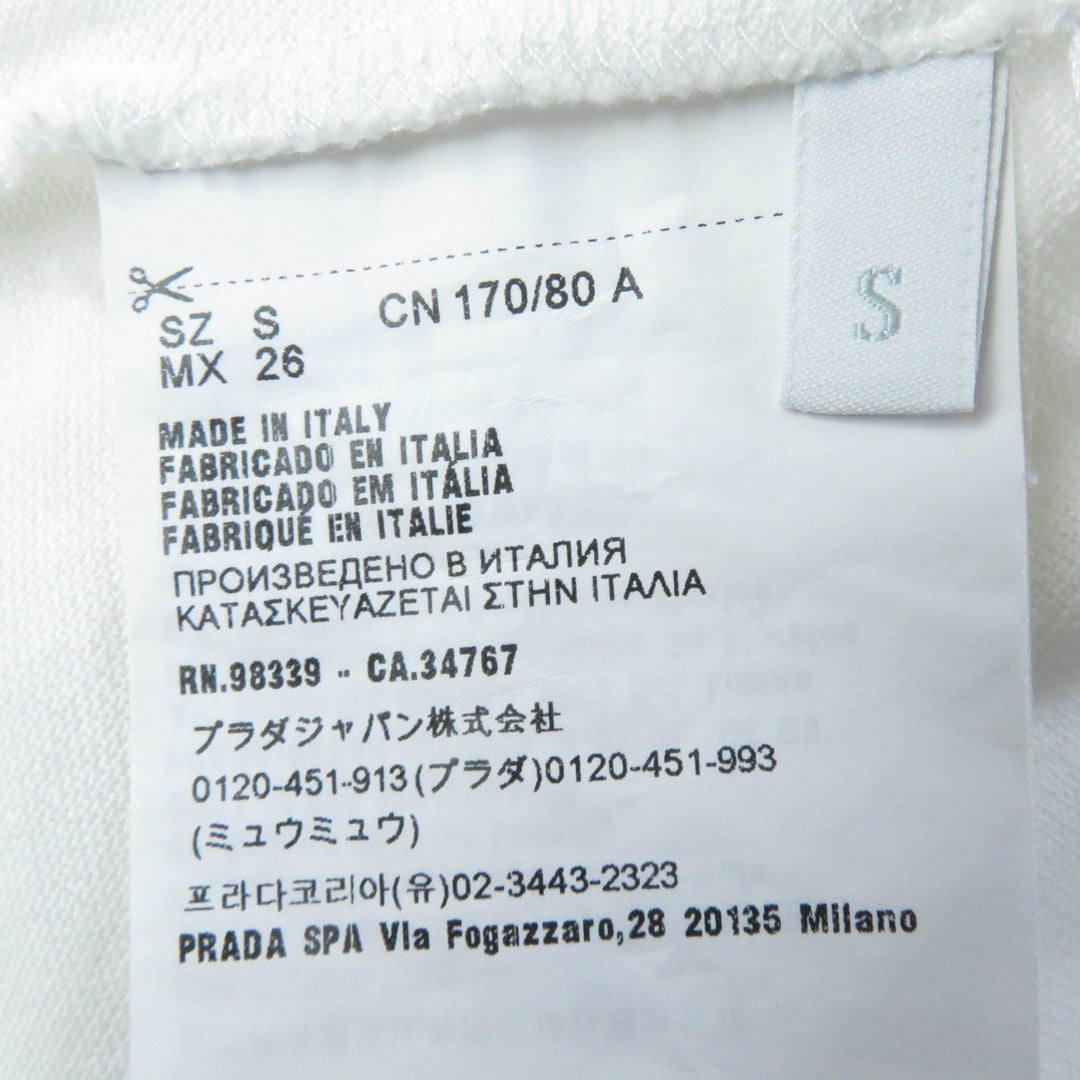 SZ S CN 170/80 A
MX 26
S
MADE IN ITALY
FABRICADO EN ITALIA
FABRICADO EM ITÁLIA
FABRIQUÉ EN ITALIE
ПРОИЗВЕДЕНО В ИТАЛИЯ
ΚΑΤΑΣΚΕΥΑΖΕΤΑΙ ΣΤΗΝ ΙΤΑΛΙΑ
RN.98339 - CA.34767
プラダジャパン株式会社
0120-451-913(プラダ)0120-451-993
(ミュウミュウ)
프라다코리아(유)02-3443-2323
PRADA SPA Via Fogazzaro,28 20135 Milano